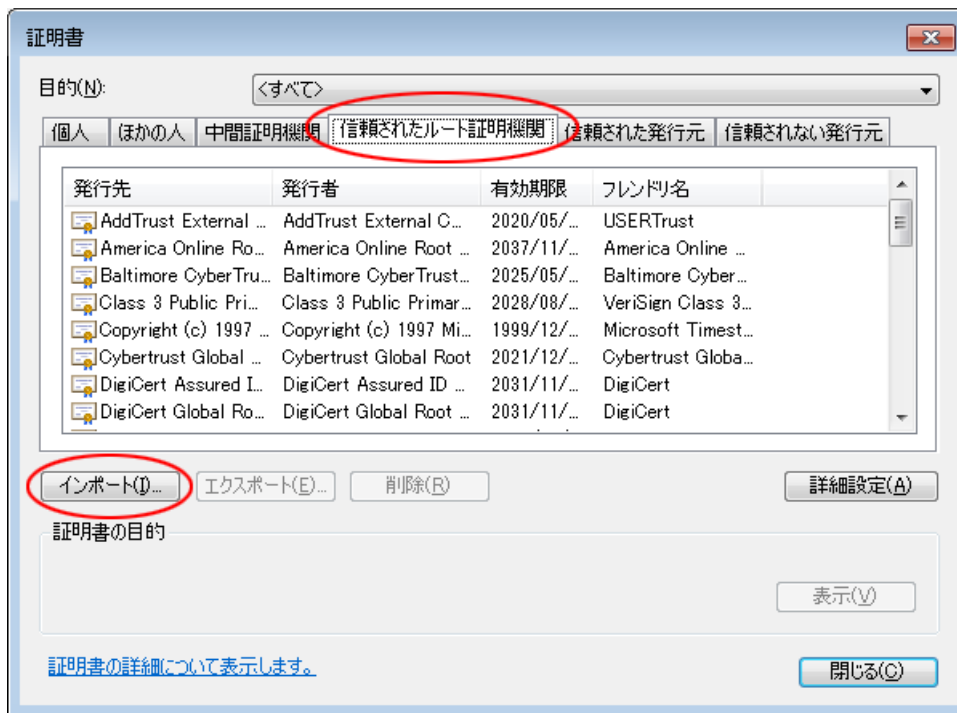 証明書
目的(N): <すべて>
個人 ほかの人 中間証明機関 信頼されたルート証明機関 信頼された発行元 信頼されない発行元
発行先 発行者 有効期限 フレンドリ名
AddTrust External ... AddTrust External C... 2020/05/... USERTrust
America Online Ro... America Online Root ... 2037/11/... America Online ...
Baltimore CyberTru... Baltimore CyberTrust... 2025/05/... Baltimore Cyber...
Class 3 Public Pri... Class 3 Public Primar... 2028/08/... VeriSign Class 3...
Copyright (c) 1997 ... Copyright (c) 1997 Mi... 1999/12/... Microsoft Timest...
Cybertrust Global ... Cybertrust Global Root 2021/12/... Cybertrust Globa...
DigiCert Assured I... DigiCert Assured ID ... 2031/11/... DigiCert
DigiCert Global Ro... DigiCert Global Root ... 2031/11/... DigiCert
インポート(I)... エクスポート(E)... 削除(R) 詳細設定(A)
証明書の目的
表示(V)
証明書の詳細について表示します。
閉じる(C)